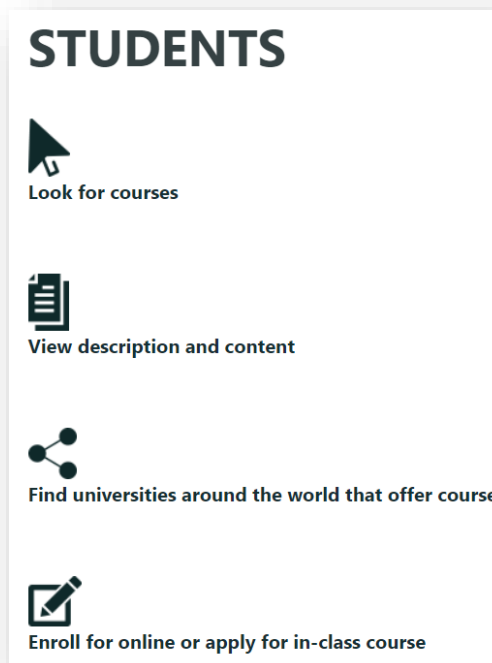 STUDENTS
Look for courses
View description and content
Find universities around the world that offer course
Enroll for online or apply for in-class course